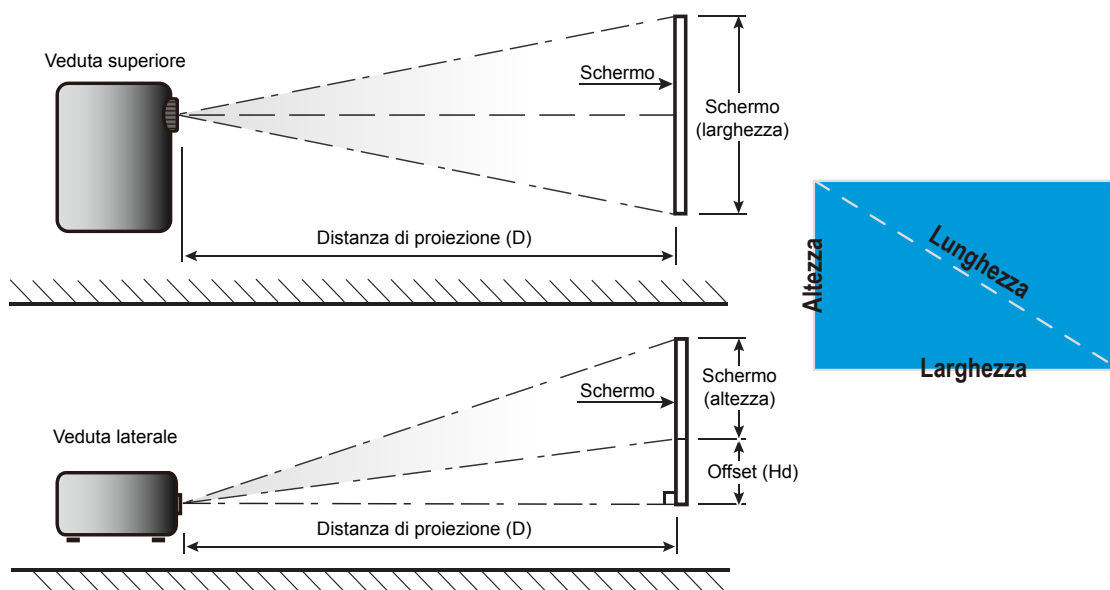 Veduta superiore
Schermo
Schermo
(larghezza)
Distanza di proiezione (D)
Altezza
Lunghezza
Larghezza
Veduta laterale
Schermo
Schermo
(altezza)
Offset (Hd)
Distanza di proiezione (D)